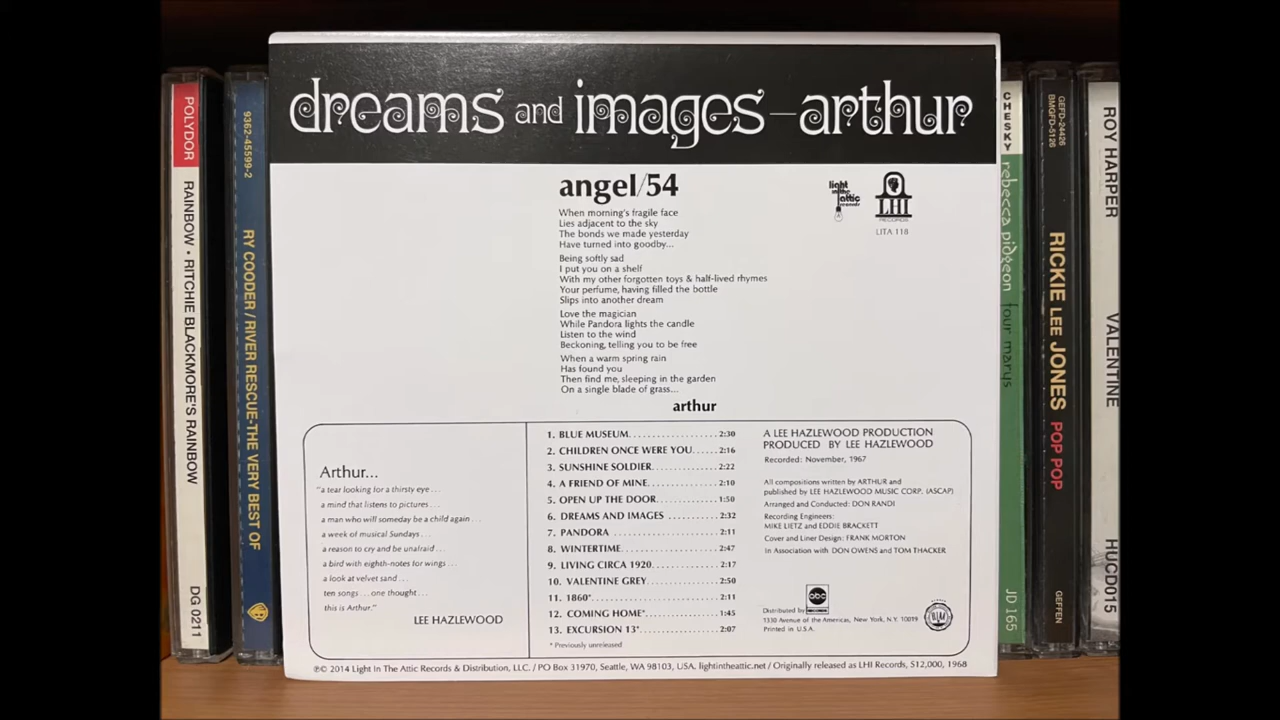 dreams and images—arthur
angel/54
When morning's fragile face
Lies adjacent to the sky
The bonds we made yesterday
Have turned into goodby...
Being softly sad
I put you on a shelf
With my other forgotten toys & half-lived rhymes
Your perfume, having filled the bottle
Slips into another dream
Love the magician
While Pandora lights the candle
Listen to the wind
Beckoning, telling you to be free
When a warm spring rain
Has found you
Then find me, sleeping in the garden
On a single blade of grass...
arthur
light in the attic records
LHI
RECORDS
LITA 118
Arthur...
"a tear looking for a thirsty eye...
a mind that listens to pictures...
a man who will someday be a child again...
a week of musical Sundays...
a reason to cry and be unafraid...
a bird with eighth-notes for wings...
a look at velvet sand...
ten songs...one thought...
this is Arthur."
LEE HAZLEWOOD
1. BLUE MUSEUM. . . . . . . . . . . . . . . . . . 2:30
2. CHILDREN ONCE WERE YOU. . . . . . 2:16
3. SUNSHINE SOLDIER. . . . . . . . . . . . . . 2:22
4. A FRIEND OF MINE. . . . . . . . . . . . . . 2:10
5. OPEN UP THE DOOR. . . . . . . . . . . . . 1:50
6. DREAMS AND IMAGES . . . . . . . . . . . 2:32
7. PANDORA . . . . . . . . . . . . . . . . . . . . . 2:11
8. WINTERTIME. . . . . . . . . . . . . . . . . . . 2:47
9. LIVING CIRCA 1920. . . . . . . . . . . . . . 2:17
10. VALENTINE GREY. . . . . . . . . . . . . . . 2:50
11. 1860*. . . . . . . . . . . . . . . . . . . . . . . . . 2:11
12. COMING HOME*. . . . . . . . . . . . . . . . 1:45
13. EXCURSION 13*. . . . . . . . . . . . . . . . . 2:07
* Previously unreleased
A LEE HAZLEWOOD PRODUCTION
PRODUCED BY LEE HAZLEWOOD
Recorded: November, 1967
All compositions written by ARTHUR and
published by LEE HAZLEWOOD MUSIC CORP. (ASCAP)
Arranged and Conducted: DON RANDI
Recording Engineers:
MIKE LIETZ and EDDIE BRACKETT
Cover and Liner Design: FRANK MORTON
In Association with DON OWENS and TOM THACKER
abc
Distributed by
1330 Avenue of the Americas, New York, N.Y. 10019
Printed in U.S.A.
℗© 2014 Light In The Attic Records & Distribution, LLC. / PO Box 31970, Seattle, WA 98103, USA. lightintheattic.net / Originally released as LHI Records, S12,000, 1968
POLYDOR
RAINBOW • RITCHIE BLACKMORE'S RAINBOW
DG 0211
9362-45599-2
RY COODER / RIVER RESCUE-THE VERY BEST OF
CHESKY
rebecca pidgeon four marys
JD 165
GEFD-24426
BMGFD-5126
RICKIE LEE JONES POP POP
GEFFEN
ROY HARPER
VALENTINE
HUCD015